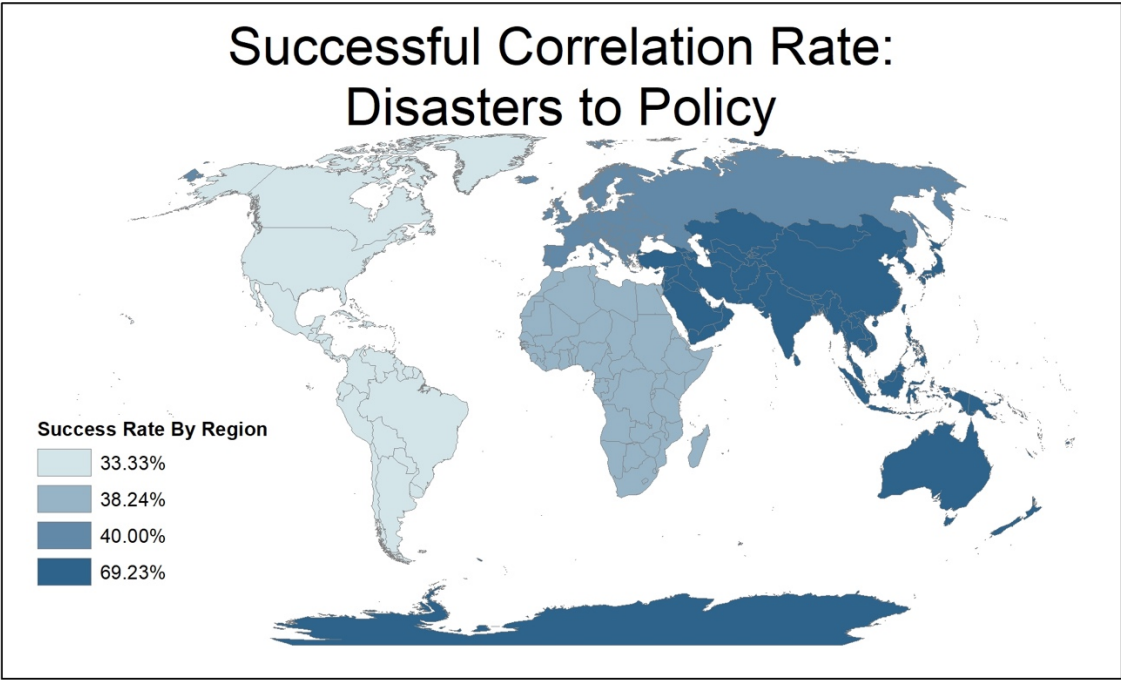 Successful Correlation Rate:
Disasters to Policy
Success Rate By Region
33.33%
38.24%
40.00%
69.23%